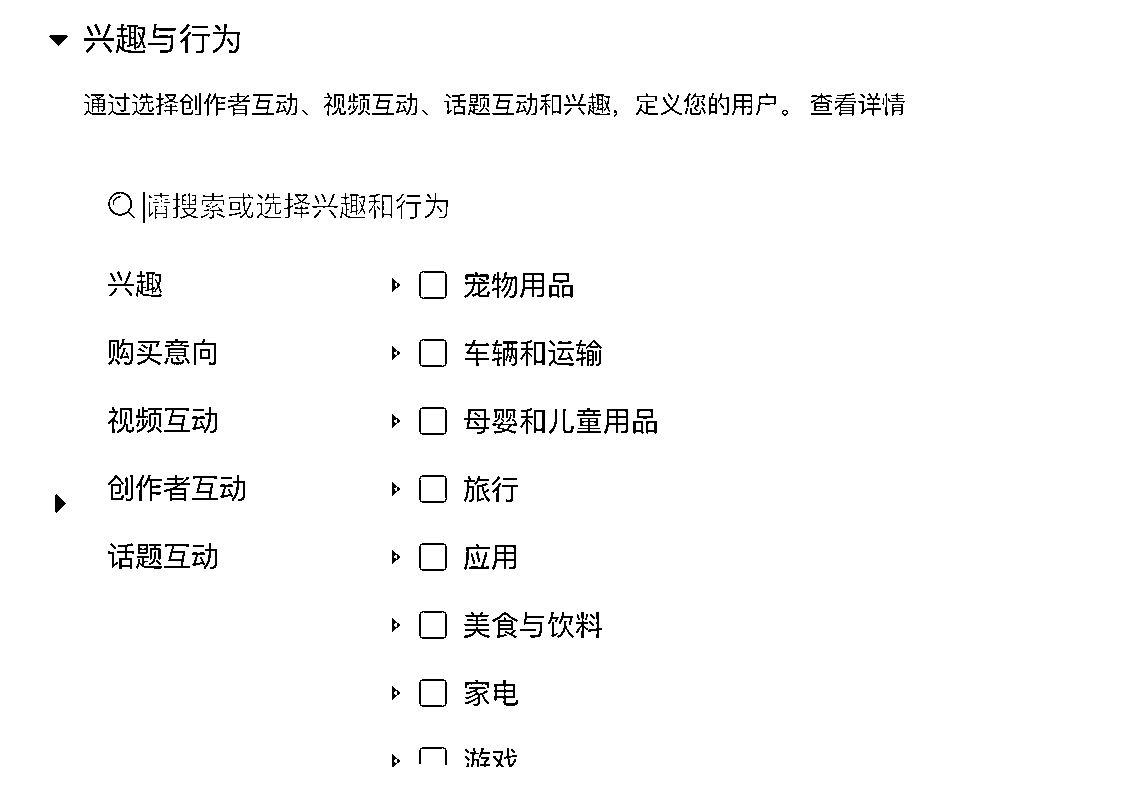 兴趣与行为
通过选择创作者互动、视频互动、话题互动和兴趣，定义您的用户。 查看详情
请搜索或选择兴趣和行为
兴趣
宠物用品
购买意向
车辆和运输
视频互动
母婴和儿童用品
创作者互动
旅行
话题互动
应用
美食与饮料
家电
游戏